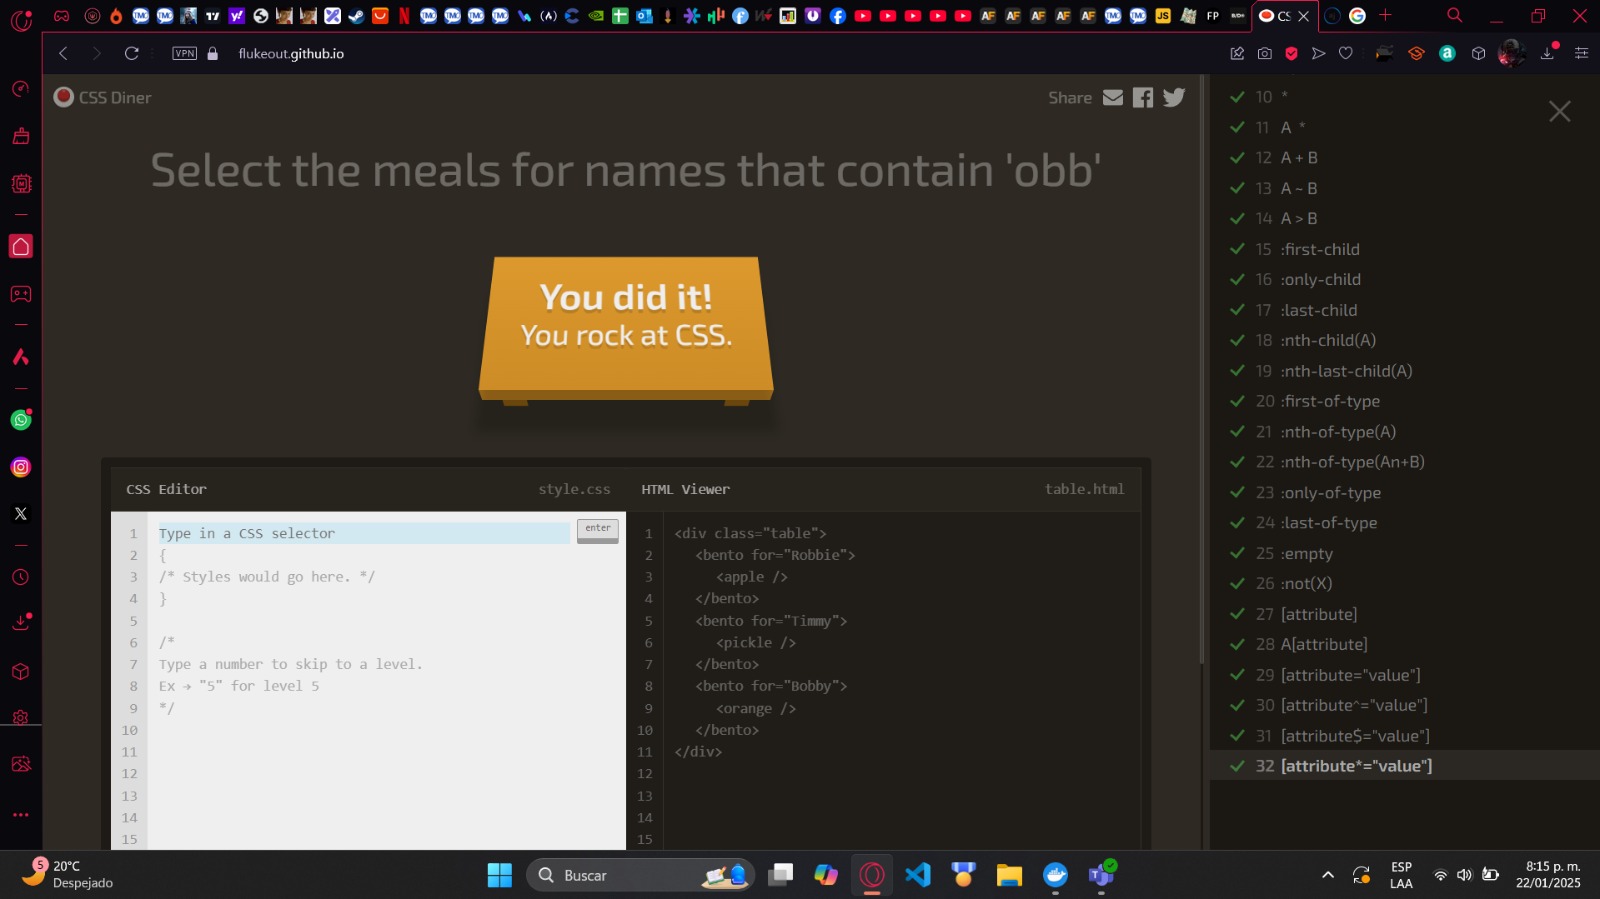 VPN
flukeout.github.io
CSS Diner
Share
Select the meals for names that contain 'obb'
You did it!
You rock at CSS.
CSS Editor
style.css
HTML Viewer
table.html
1 Type in a CSS selector
enter
2 {
3 /* Styles would go here. */
4 }
5
6 /*
7 Type a number to skip to a level.
8 Ex → "5" for level 5
9 */
10
11
12
13
14
15
1 <div class="table">
2 <bento for="Robbie">
3 <apple />
4 </bento>
5 <bento for="Timmy">
6 <pickle />
7 </bento>
8 <bento for="Bobby">
9 <orange />
10 </bento>
11 </div>
12
13
14
15
10 *
11 A *
12 A + B
13 A ~ B
14 A > B
15 :first-child
16 :only-child
17 :last-child
18 :nth-child(A)
19 :nth-last-child(A)
20 :first-of-type
21 :nth-of-type(A)
22 :nth-of-type(An+B)
23 :only-of-type
24 :last-of-type
25 :empty
26 :not(X)
27 [attribute]
28 A[attribute]
29 [attribute="value"]
30 [attribute^="value"]
31 [attribute$="value"]
32 [attribute*="value"]
5
20°C
Despejado
Buscar
ESP
LAA
8:15 p. m.
22/01/2025